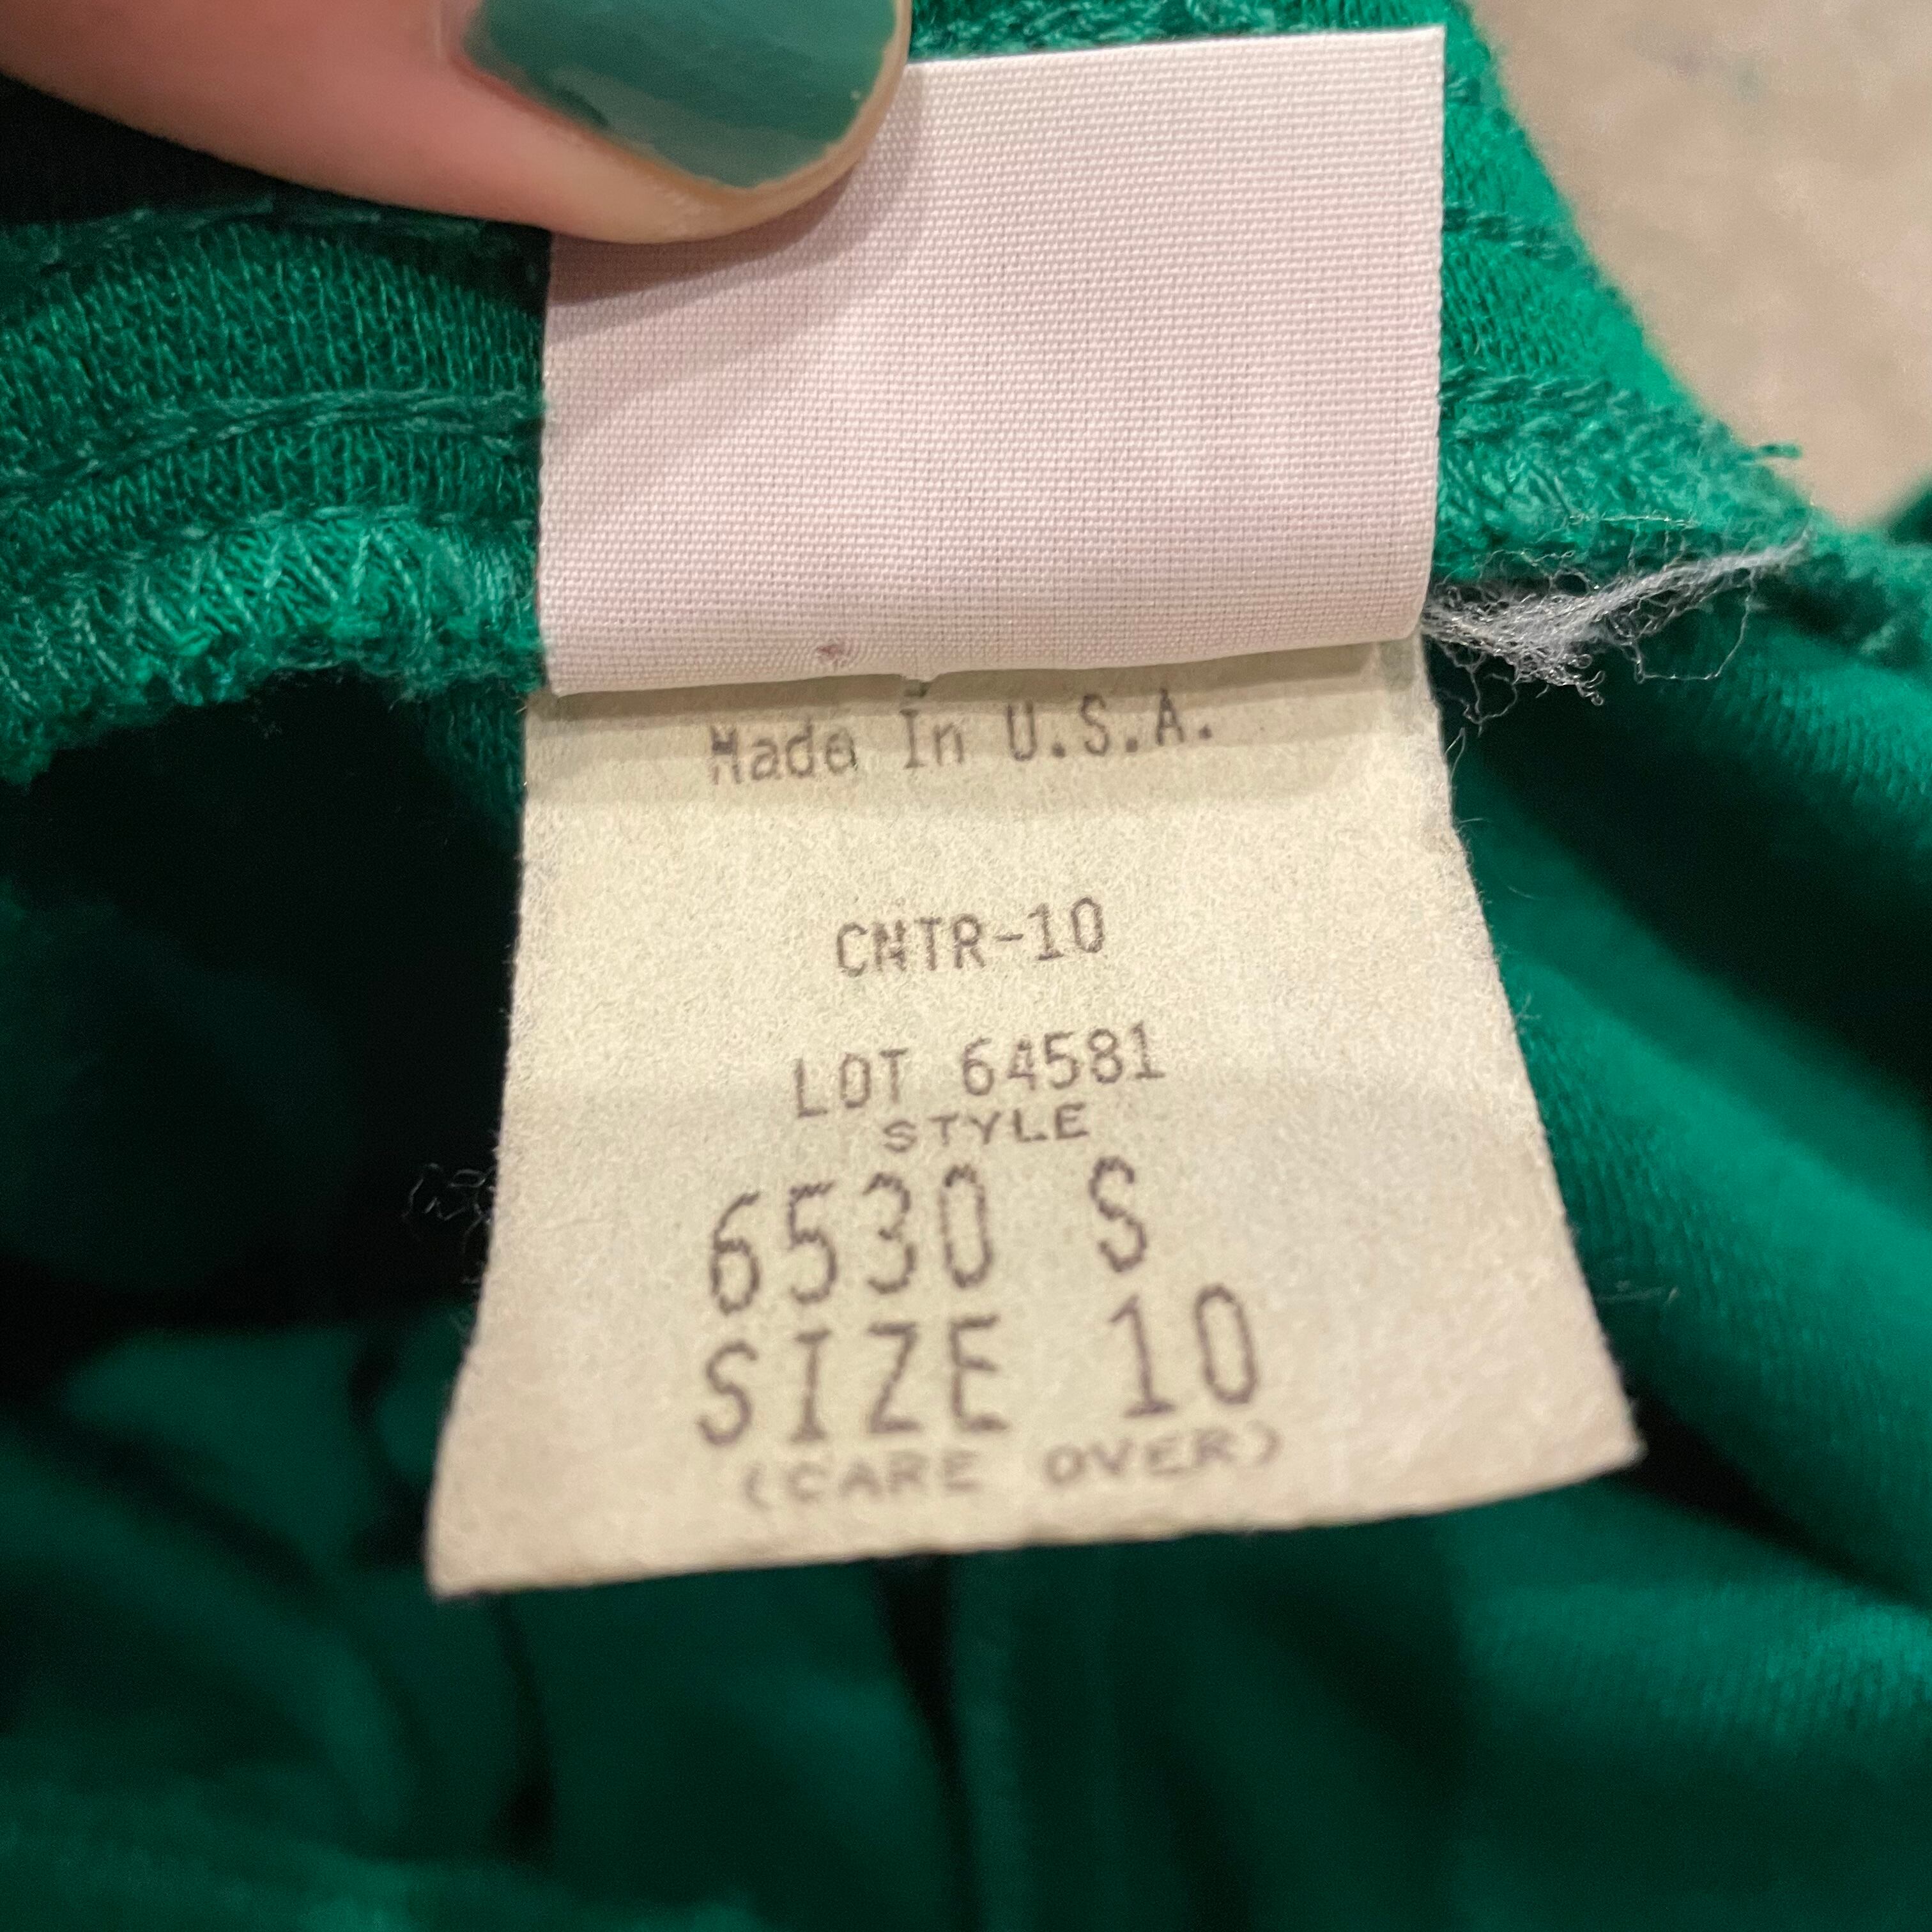 Made In U.S.A.
CNTR-10
LOT 64581
STYLE
6530 S
SIZE 10
(CARE OVER)